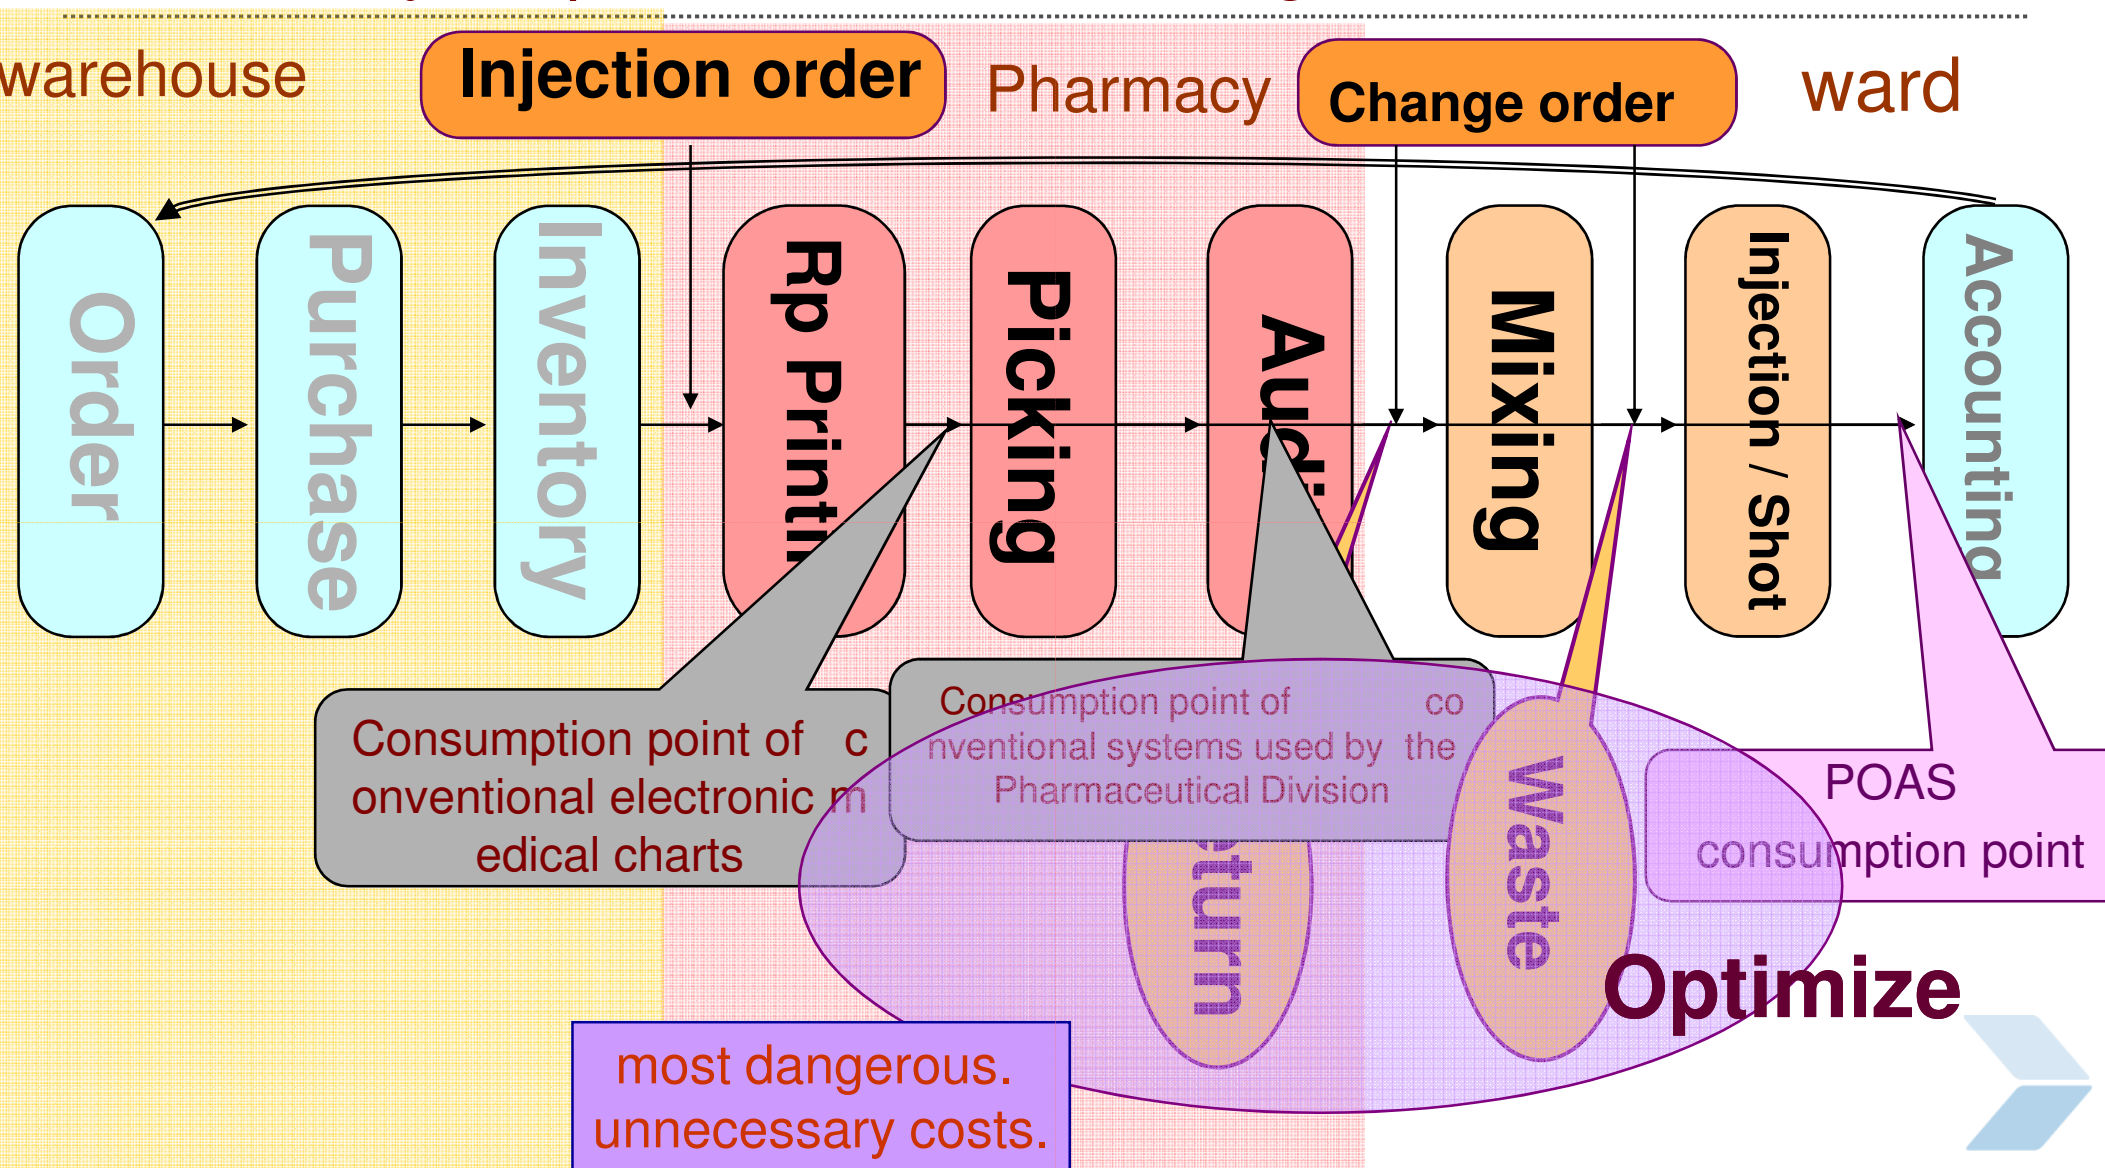 warehouse
Injection order
Pharmacy
Change order
ward
Order
Purchase
Inventory
Rp Printi
Picking
Audi
Mixing
Injection / Shot
Accounting
Consumption point of c
onventional electronic m
edical charts
Consumption point of co
nventional systems used by the
Pharmaceutical Division
POAS
consumption point
eturn
Waste
Optimize
most dangerous.
unnecessary costs.